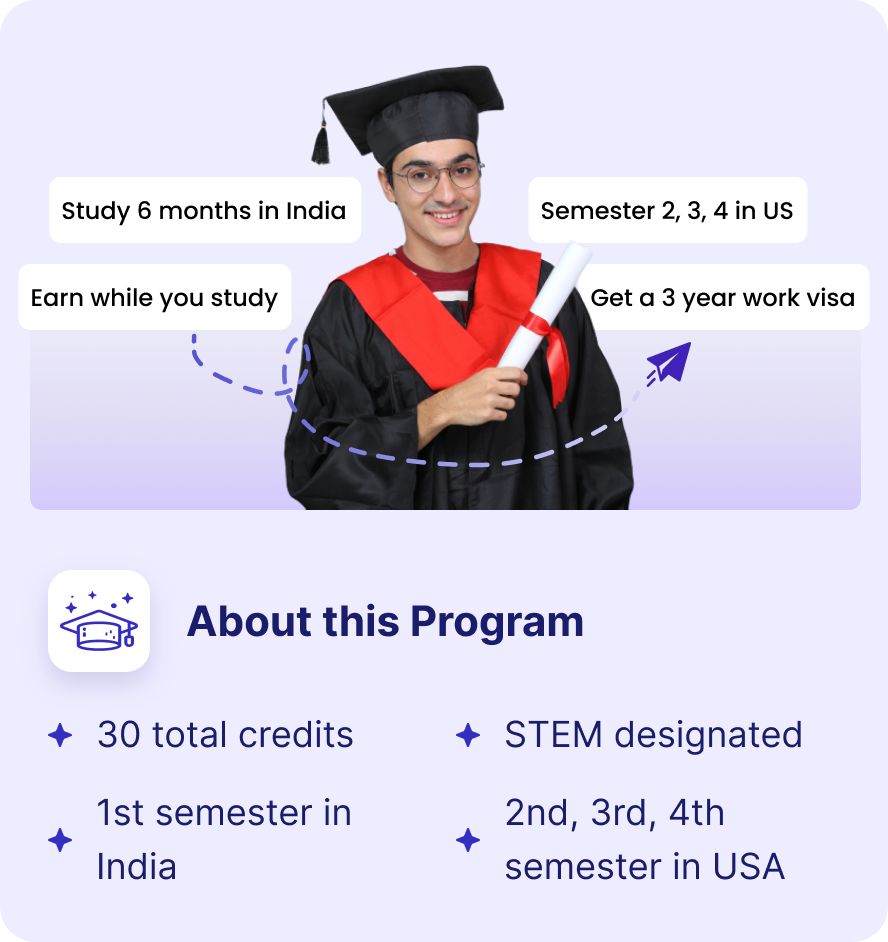 Study 6 months in India
Semester 2, 3, 4 in US
Earn while you study
Get a 3 year work visa
About this Program
30 total credits
STEM designated
1st semester in
India
2nd, 3rd, 4th
semester in USA